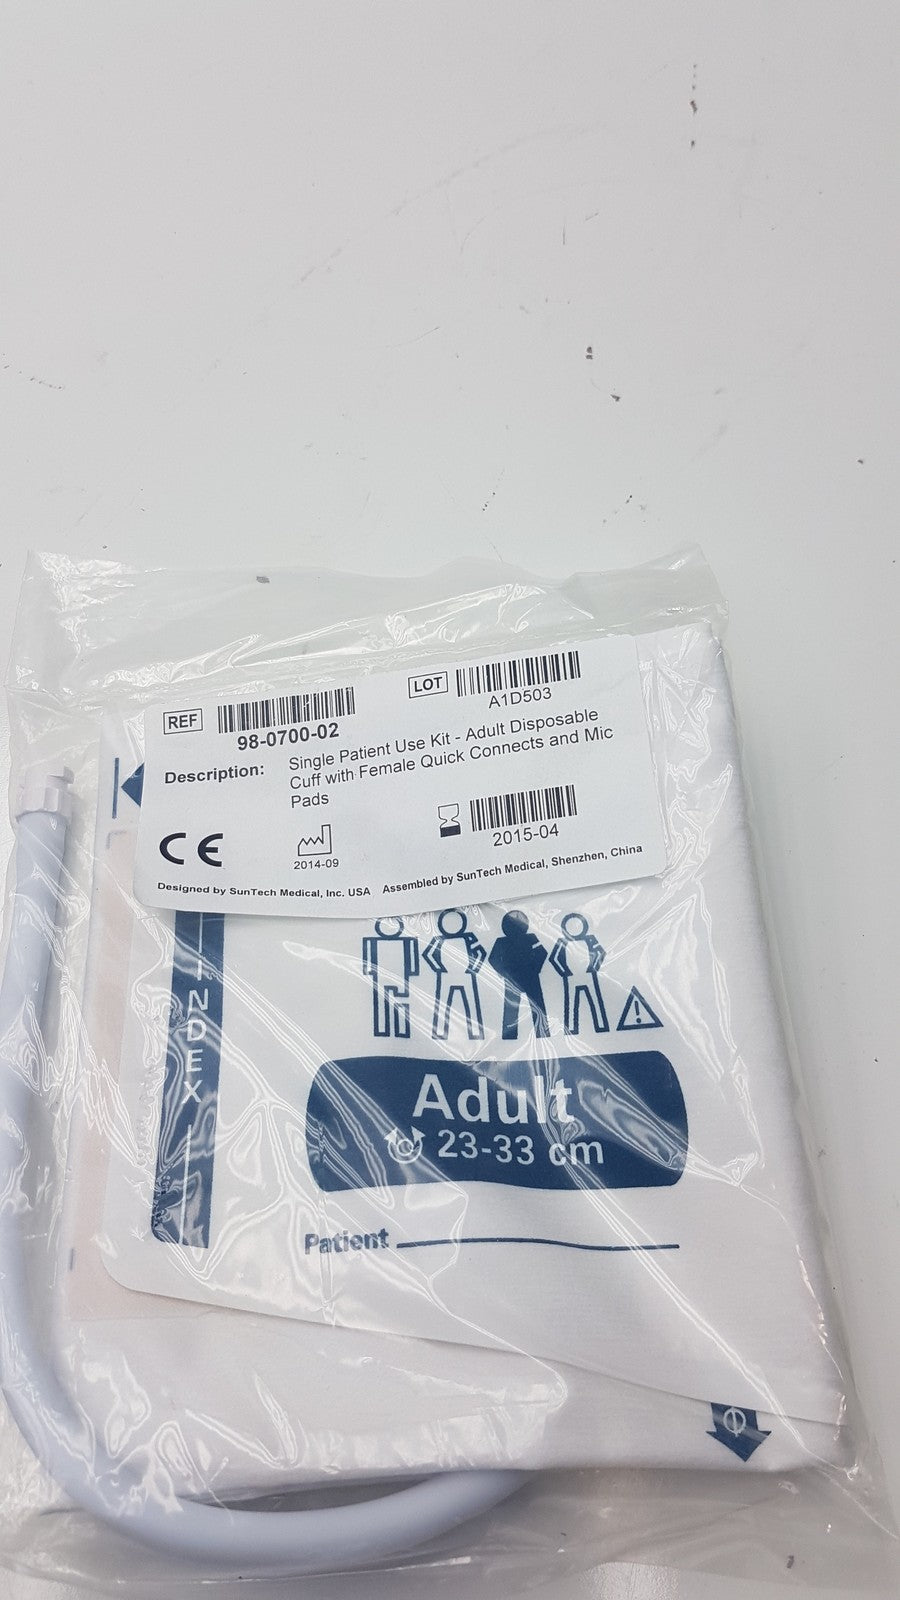 REF
98-0700-02
LOT
A1D503
Description: Single Patient Use Kit - Adult Disposable
Cuff with Female Quick Connects and Mic
Pads
CE
2014-09
2015-04
Designed by SunTech Medical, Inc. USA Assembled by SunTech Medical, Shenzhen, China
INDEX
Adult
23-33 cm
Patient
Φ